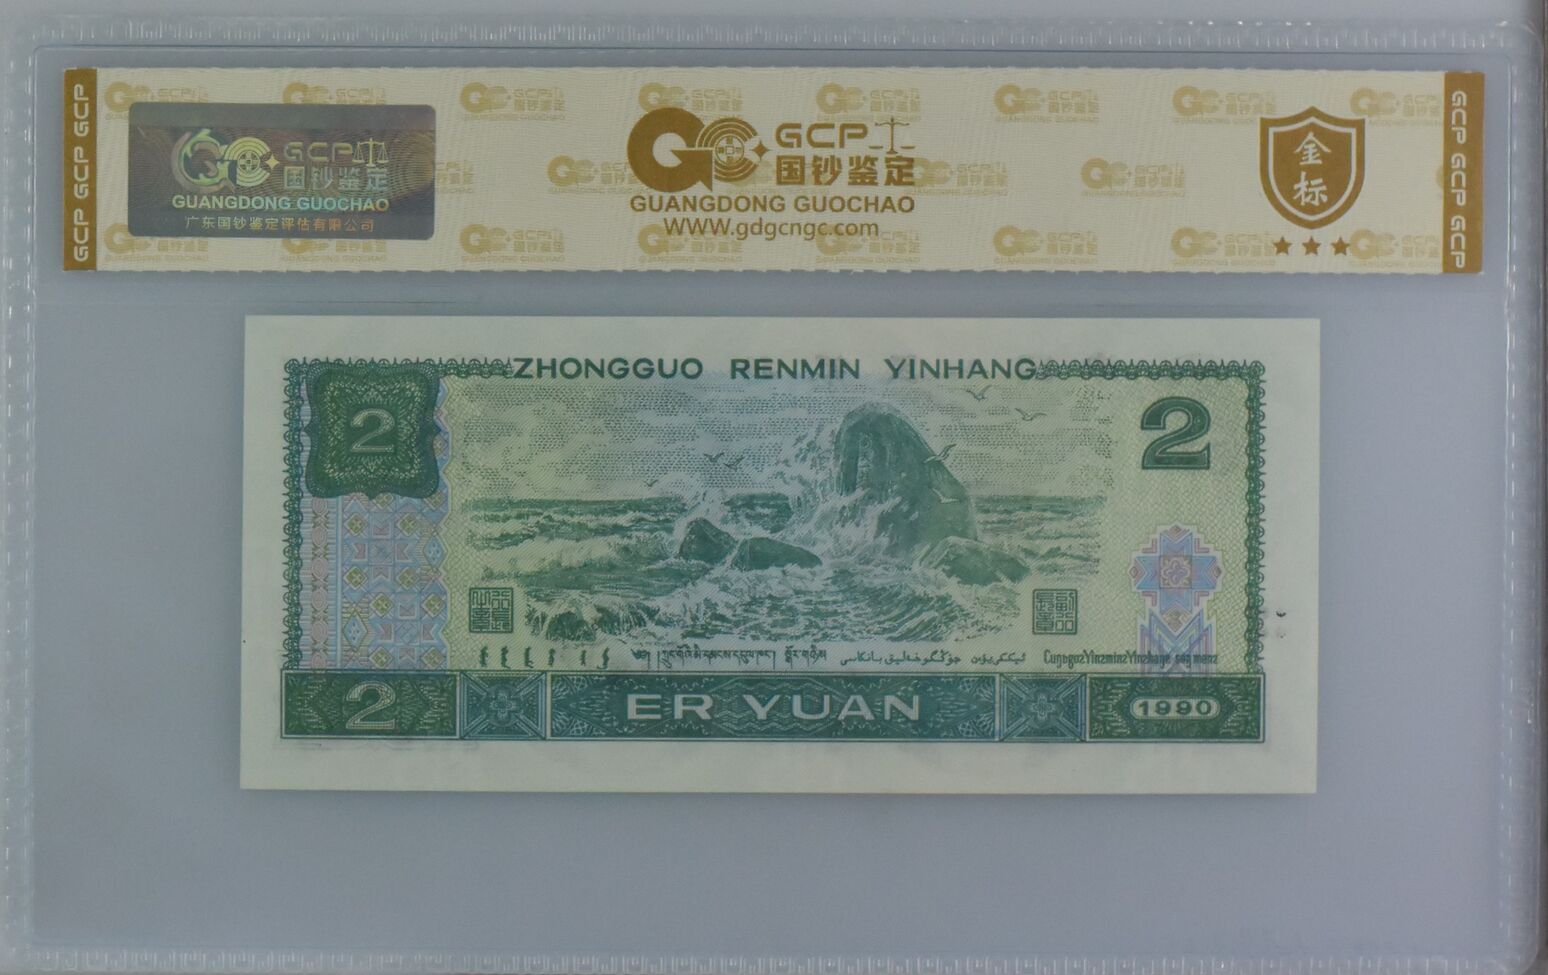 GCP GCP GCP
GCP
国钞鉴定
GUANGDONG GUOCHAO
广东国钞鉴定评估有限公司
GCP
国钞鉴定
GUANGDONG GUOCHAO
WWW.gdgcngc.com
金标
GCP GCP GCP
ZHONGGUO RENMIN YINHANG
2
2
2 ER YUAN 1990